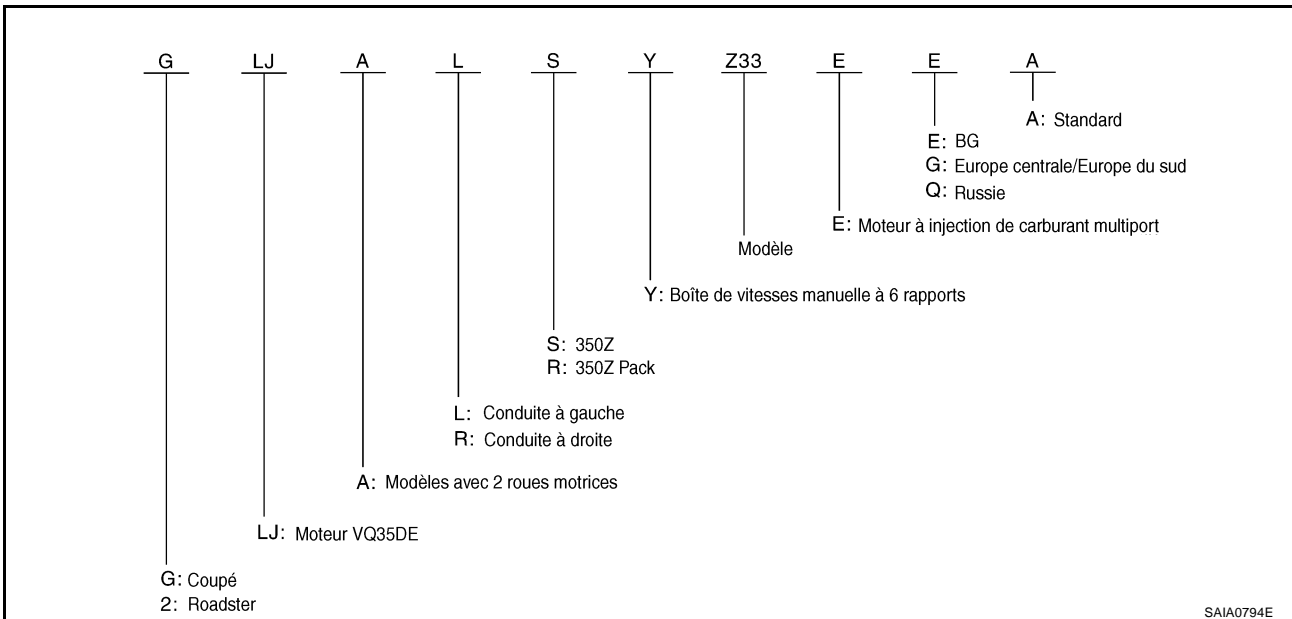 G LJ A L S Y Z33 E E A
A: Standard
E: BG
G: Europe centrale/Europe du sud
Q: Russie
E: Moteur à injection de carburant multiport
Modèle
Y: Boîte de vitesses manuelle à 6 rapports
S: 350Z
R: 350Z Pack
L: Conduite à gauche
R: Conduite à droite
A: Modèles avec 2 roues motrices
LJ: Moteur VQ35DE
G: Coupé
2: Roadster
SAIA0794E